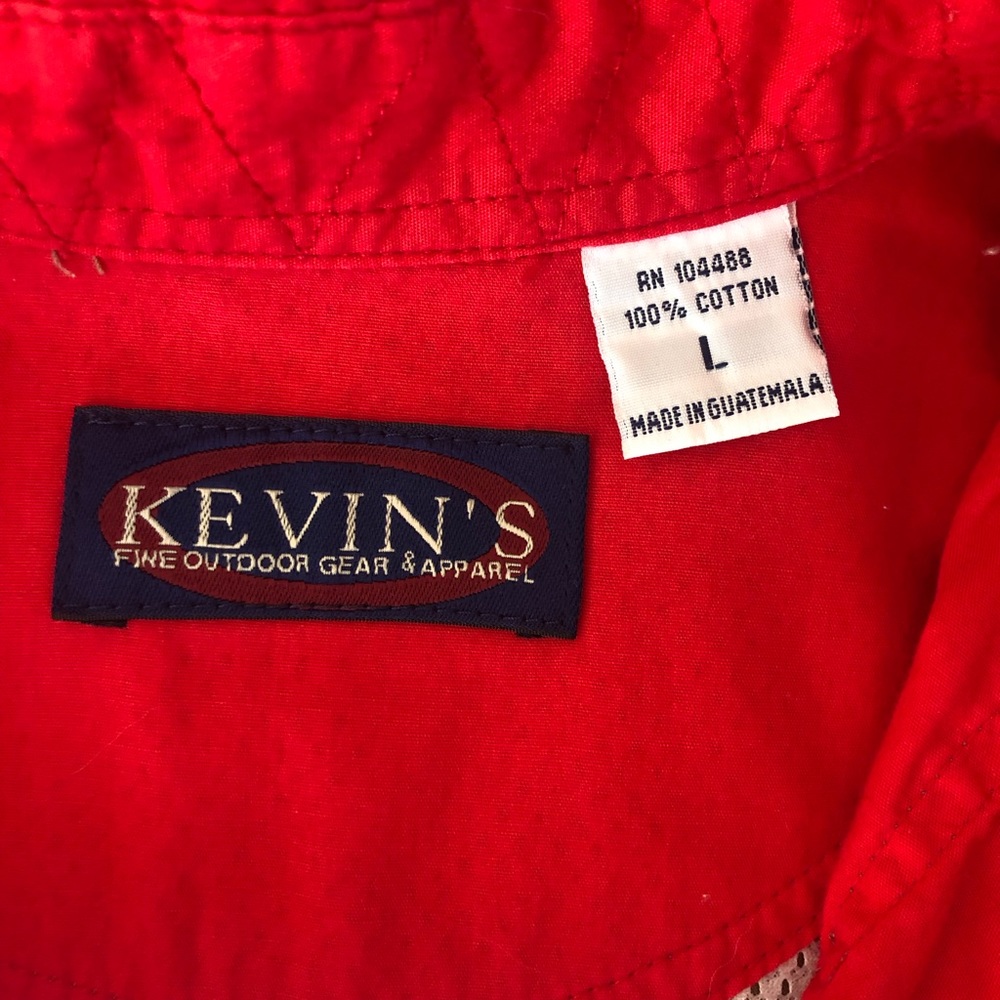 RN 104488
100% COTTON
L
MADE IN GUATEMALA
KEVIN'S
FINE OUTDOOR GEAR & APPAREL